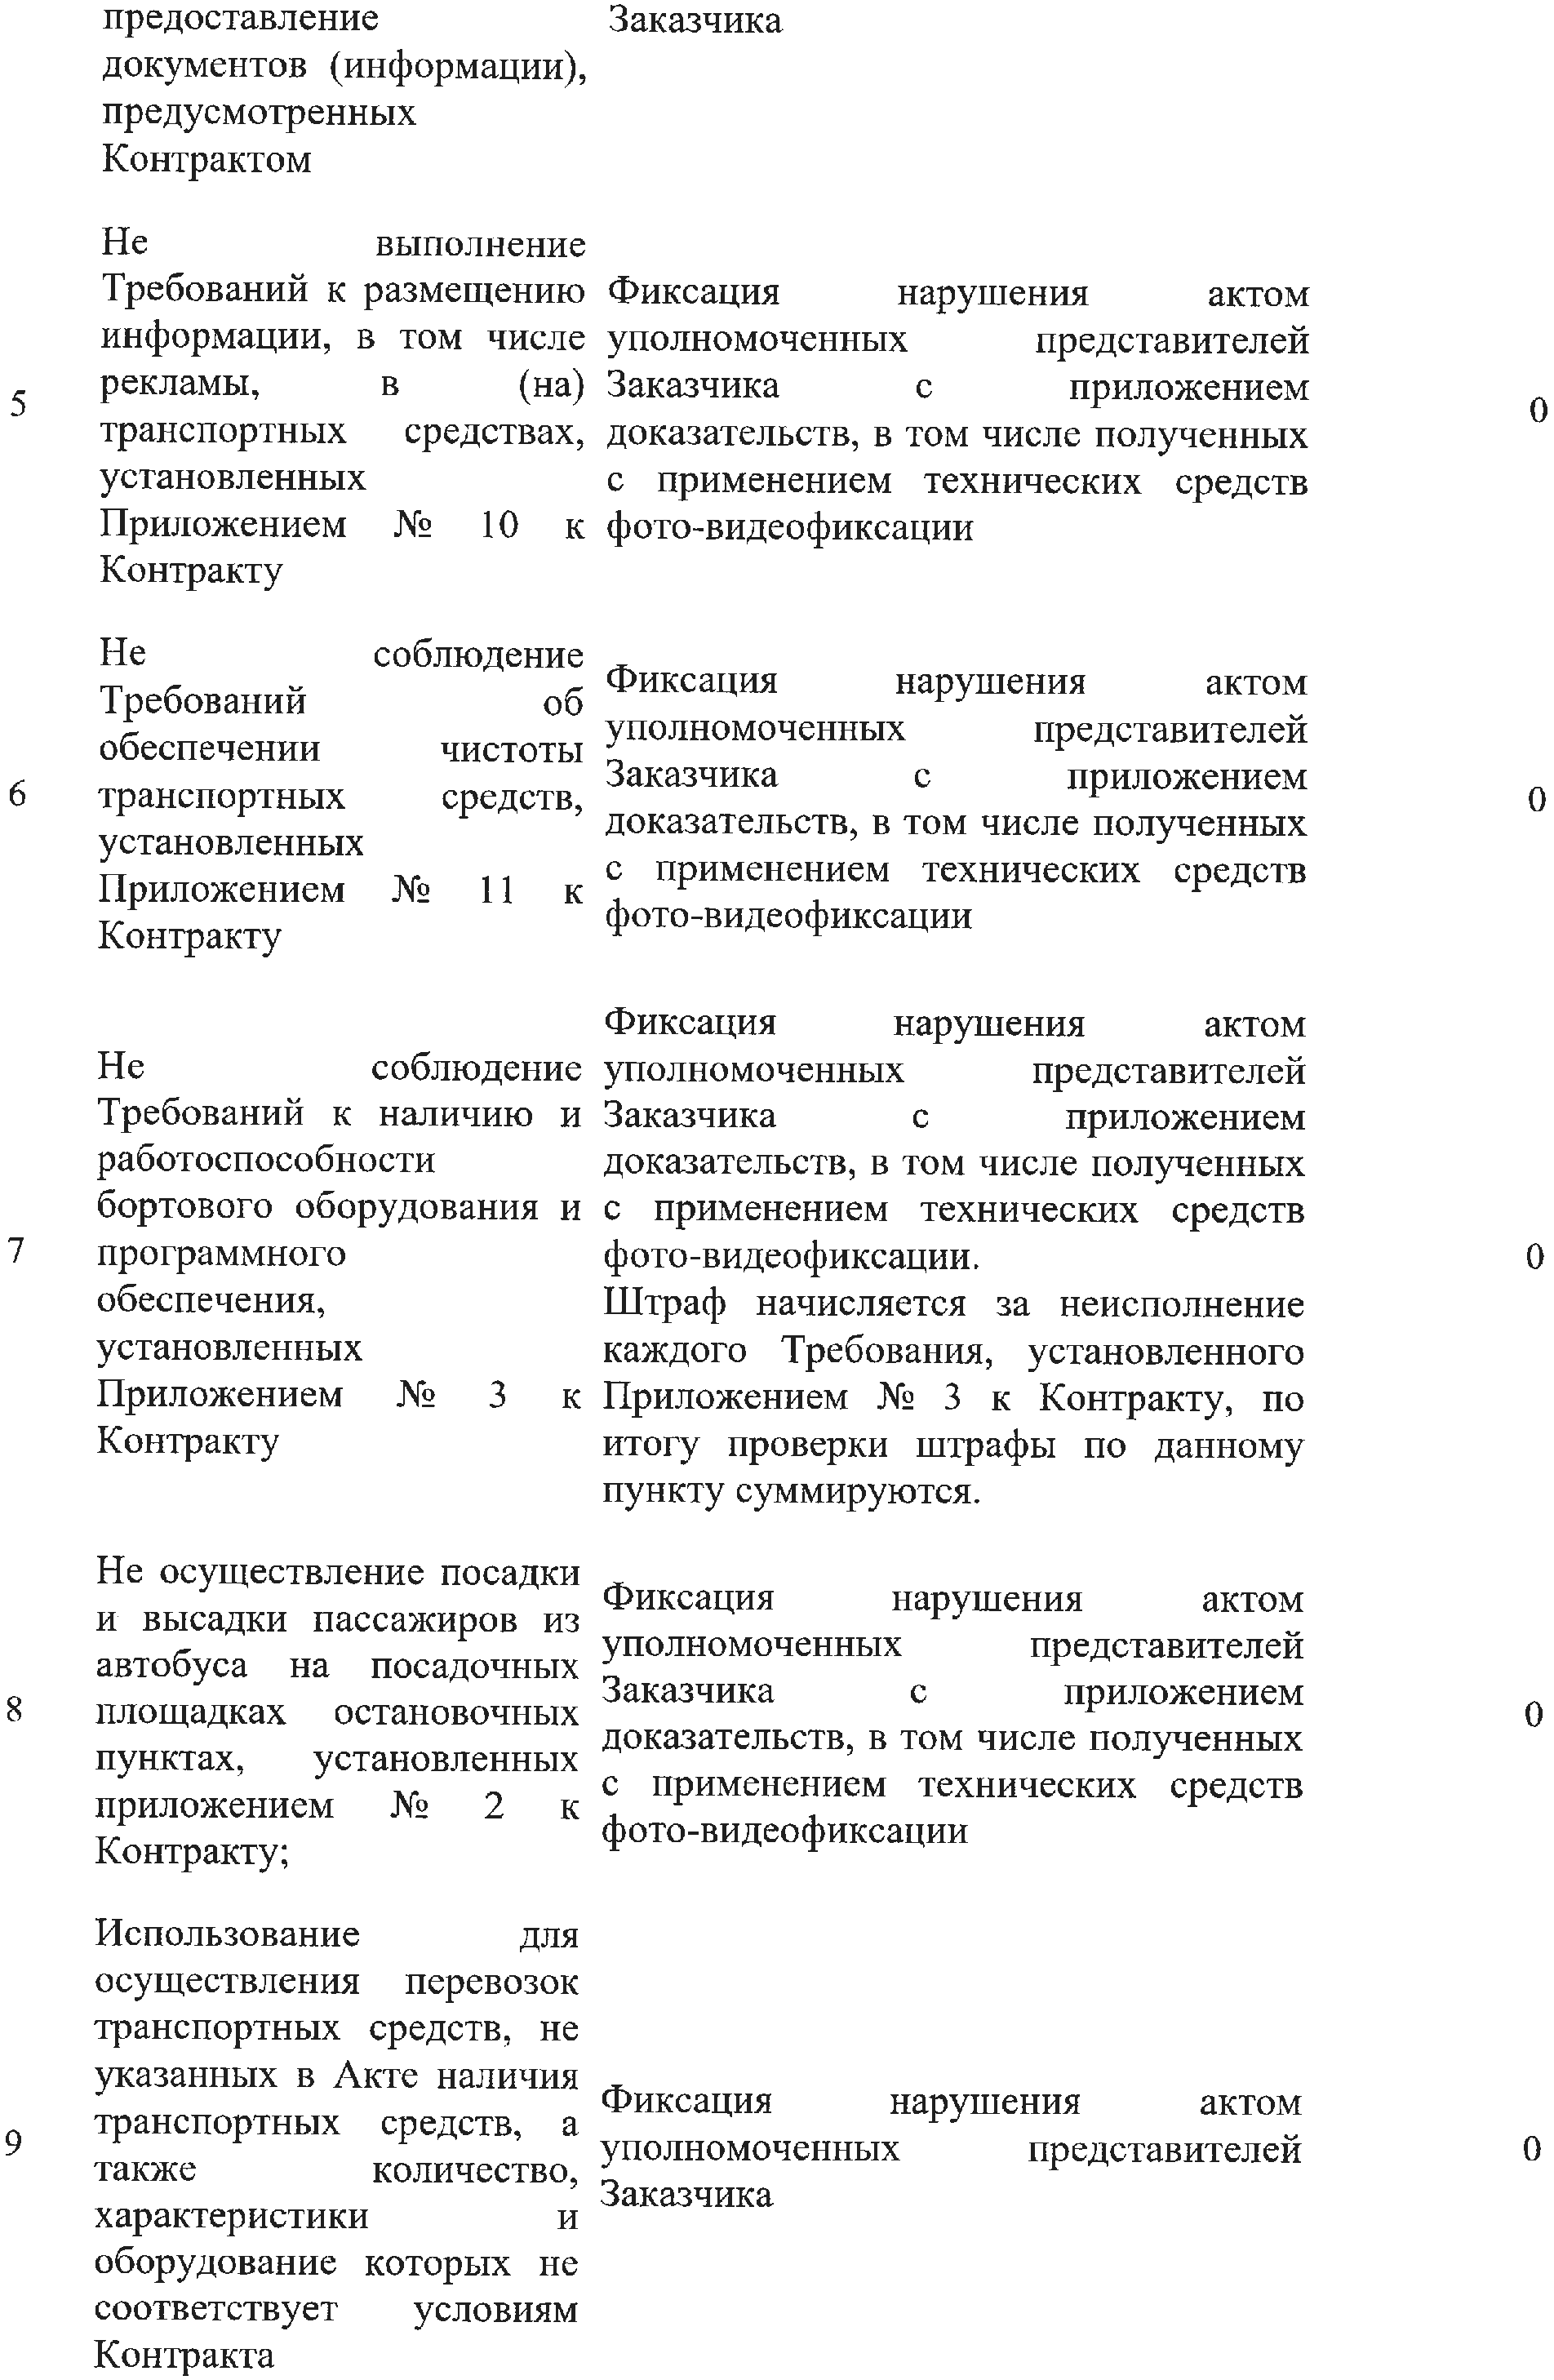 предоставление
документов (информации),
предусмотренных
Контрактом
Заказчика
5
Не выполнение
Требований к размещению
информации, в том числе
рекламы, в (на)
транспортных средствах,
установленных
Приложением № 10 к
Контракту
Фиксация нарушения актом
уполномоченных представителей
Заказчика с приложением
доказательств, в том числе полученных
с применением технических средств
фото-видеофиксации
0
6
Не соблюдение
Требований об
обеспечении чистоты
транспортных средств,
установленных
Приложением № 11 к
Контракту
Фиксация нарушения актом
уполномоченных представителей
Заказчика с приложением
доказательств, в том числе полученных
с применением технических средств
фото-видеофиксации
0
7
Не соблюдение
Требований к наличию и
работоспособности
бортового оборудования и
программного
обеспечения,
установленных
Приложением № 3 к
Контракту
Фиксация нарушения актом
уполномоченных представителей
Заказчика с приложением
доказательств, в том числе полученных
с применением технических средств
фото-видеофиксации.
Штраф начисляется за неисполнение
каждого Требования, установленного
Приложением № 3 к Контракту, по
итогу проверки штрафы по данному
пункту суммируются.
0
8
Не осуществление посадки
и высадки пассажиров из
автобуса на посадочных
площадках остановочных
пунктах, установленных
приложением № 2 к
Контракту;
Фиксация нарушения актом
уполномоченных представителей
Заказчика с приложением
доказательств, в том числе полученных
с применением технических средств
фото-видеофиксации
0
9
Использование для
осуществления перевозок
транспортных средств, не
указанных в Акте наличия
транспортных средств, а
также количество,
характеристики и
оборудование которых не
соответствует условиям
Контракта
Фиксация нарушения актом
уполномоченных представителей
Заказчика
0